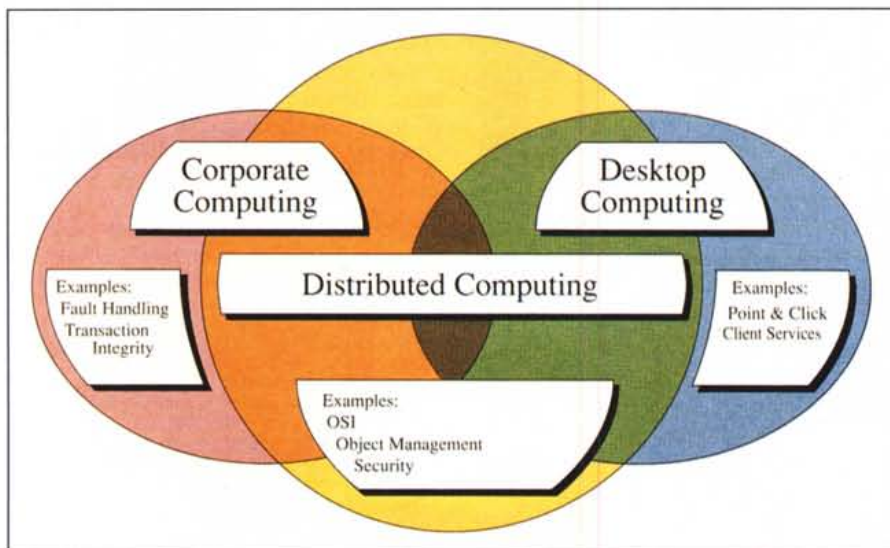 Corporate
Computing
Desktop
Computing
Distributed Computing
Examples:
Fault Handling
Transaction
Integrity
Examples:
Point & Click
Client Services
Examples:
OSI
Object Management
Security